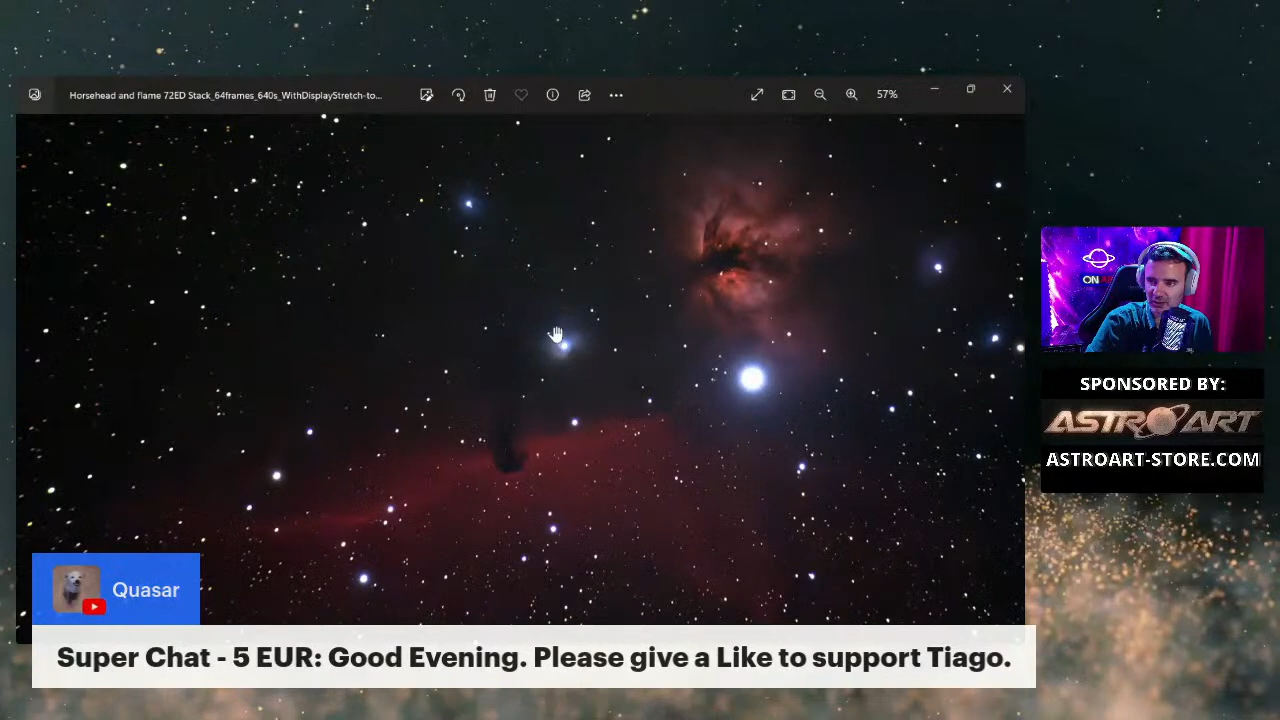 Horsehead and flame 72ED Stack_64frames_640s_WithDisplayStretch-to...
57%
ON
SPONSORED BY:
ASTROART
ASTROART-STORE.COM
Quasar
Super Chat - 5 EUR: Good Evening. Please give a Like to support Tiago.